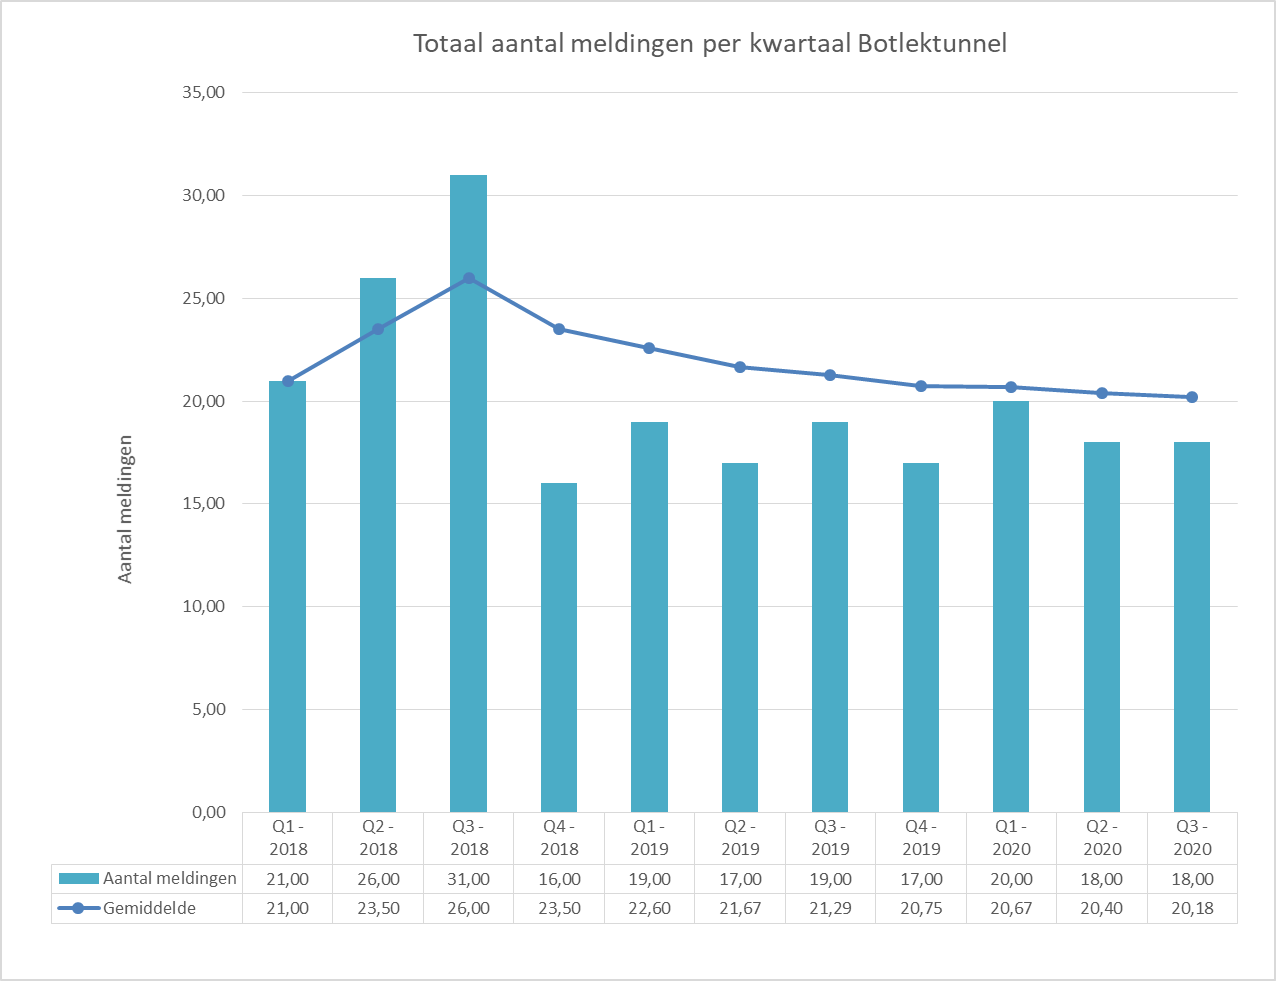 Totaal aantal meldingen per kwartaal Botlektunnel
35,00
30,00
25,00
20,00
15,00
10,00
5,00
0,00
Aantal meldingen
Q1 - Q2 - Q3 - Q4 - Q1 - Q2 - Q3 - Q4 - Q1 - Q2 - Q3 -
2018 2018 2018 2018 2019 2019 2019 2019 2020 2020 2020
Aantal meldingen 21,00 26,00 31,00 16,00 19,00 17,00 19,00 17,00 20,00 18,00 18,00
Gemiddelde 21,00 23,50 26,00 23,50 22,60 21,67 21,29 20,75 20,67 20,40 20,18